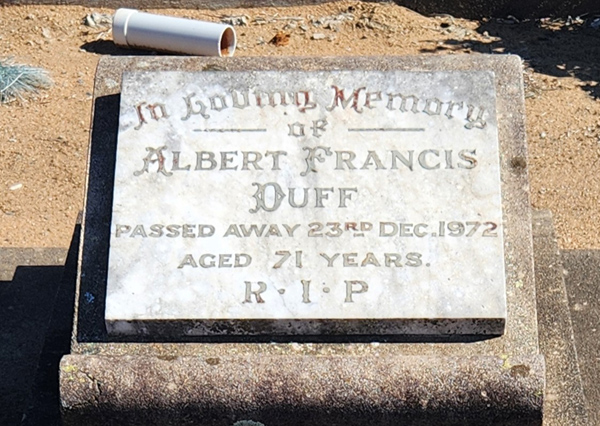 In Loving Memory
of
ALBERT FRANCIS
DUFF
PASSED AWAY 23RD DEC. 1972
AGED 71 YEARS.
R · I · P